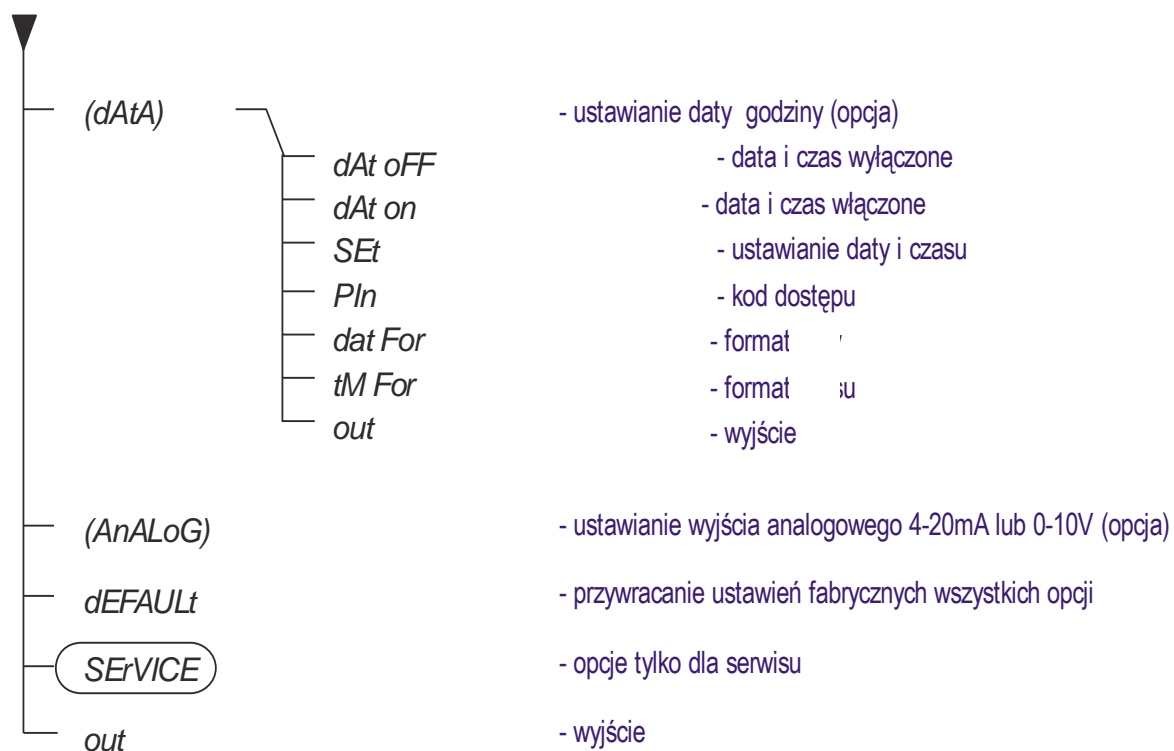 (dAtA) - ustawianie daty godziny (opcja)
dAt oFF - data i czas wyłączone
dAt on - data i czas włączone
SEt - ustawianie daty i czasu
PIn - kod dostępu
dat For - format
tM For - format
out - wyjście
(AnALoG) - ustawianie wyjścia analogowego 4-20mA lub 0-10V (opcja)
dEFAULt - przywracanie ustawień fabrycznych wszystkich opcji
SErVICE - opcje tylko dla serwisu
out - wyjście